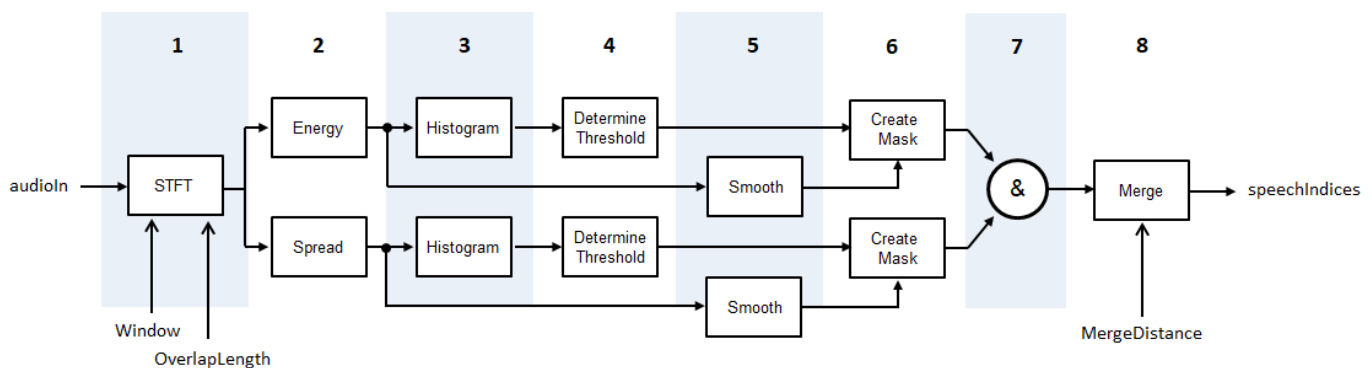 1 2 3 4 5 6 7 8
Energy
Histogram
Determine
Threshold
Create
Mask
audioIn
STFT
Smooth
&
Merge
speechIndices
Spread
Histogram
Determine
Threshold
Create
Mask
Smooth
Window
OverlapLength
MergeDistance